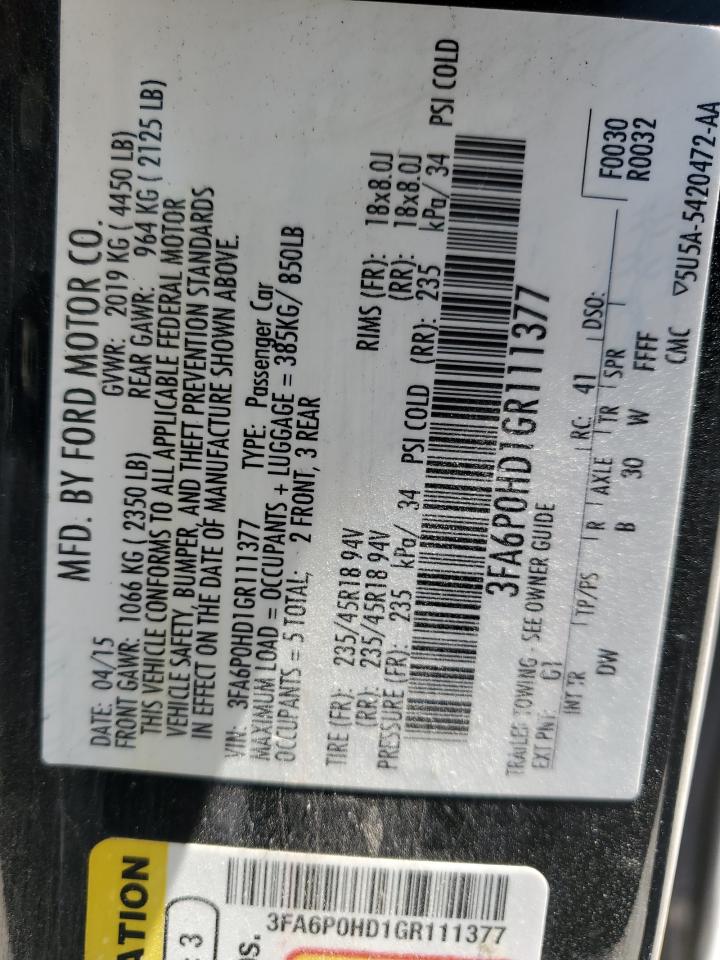 MFD. BY FORD MOTOR CO.
DATE: 04/15 GVWR: 2019 KG ( 4450 LB)
FRONT GAWR: 1066 KG ( 2350 LB) REAR GAWR: 964 KG ( 2125 LB)
THIS VEHICLE CONFORMS TO ALL APPLICABLE FEDERAL MOTOR
VEHICLE SAFETY, BUMPER, AND THEFT PREVENTION STANDARDS
IN EFFECT ON THE DATE OF MANUFACTURE SHOWN ABOVE.
VIN: 3FA6P0HD1GR111377 TYPE: Passenger Car
MAXIMUM LOAD = OCCUPANTS + LUGGAGE = 385KG/ 850LB
OCCUPANTS = 5 TOTAL; 2 FRONT, 3 REAR
TIRE (FR): 235/45R18 94V RIMS (FR): 18x8.0J
(RR): 235/45R18 94V (RR): 18x8.0J
PRESSURE (FR): 235 kPa/ 34 PSI COLD (RR): 235 kPa/ 34 PSI COLD
3FA6P0HD1GR111377
TRAILER TOWING - SEE OWNER GUIDE
EXT PNT: G1 RC: 41 DSO: F0030
INT TR TP/PS R AXLE TR SPR R0032
DW B 30 W FFFF
CMC ▽5U5A-5420472-AA
ATION
: 3
3FA6P0HD1GR111377